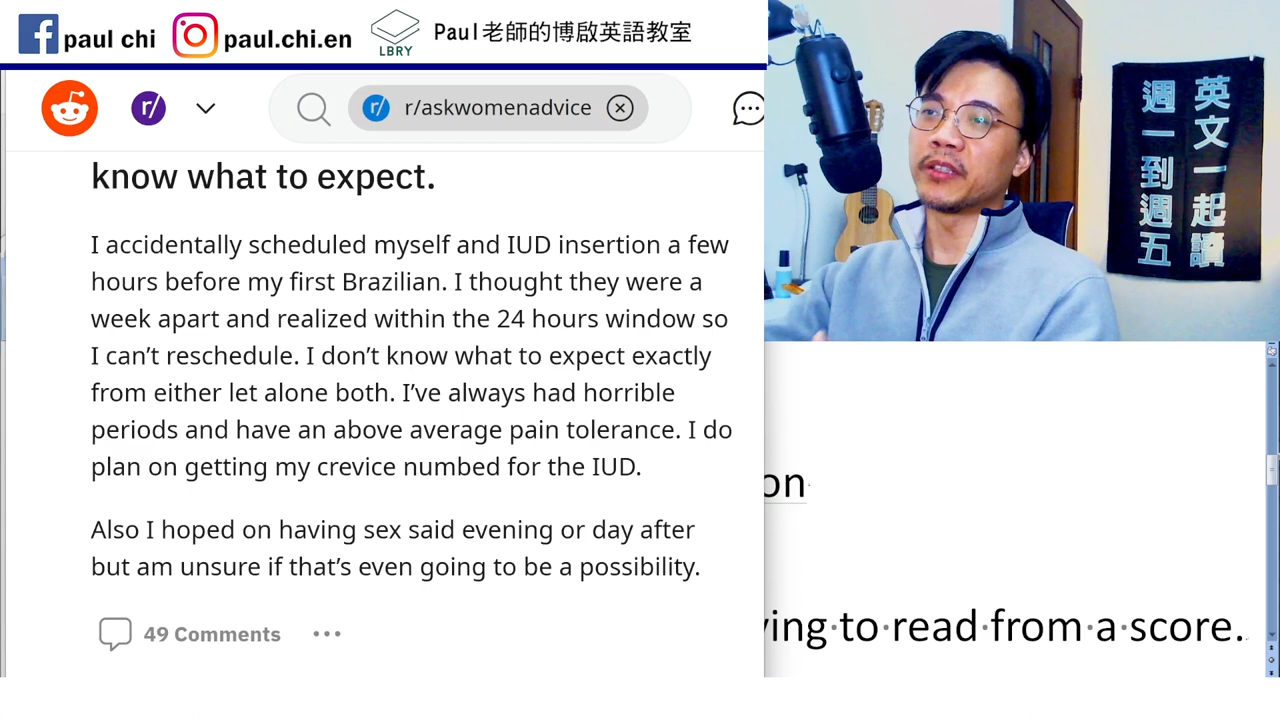 paul chi
paul.chi.en
LBRY
Paul老師的博啟英語教室
r/
r/
r/askwomenadvice
know what to expect.
I accidentally scheduled myself and IUD insertion a few
hours before my first Brazilian. I thought they were a
week apart and realized within the 24 hours window so
I can’t reschedule. I don’t know what to expect exactly
from either let alone both. I’ve always had horrible
periods and have an above average pain tolerance. I do
plan on getting my crevice numbed for the IUD.
Also I hoped on having sex said evening or day after
but am unsure if that’s even going to be a possibility.
49 Comments
英文一起讀
週一到週五
on
ying to read from a score.